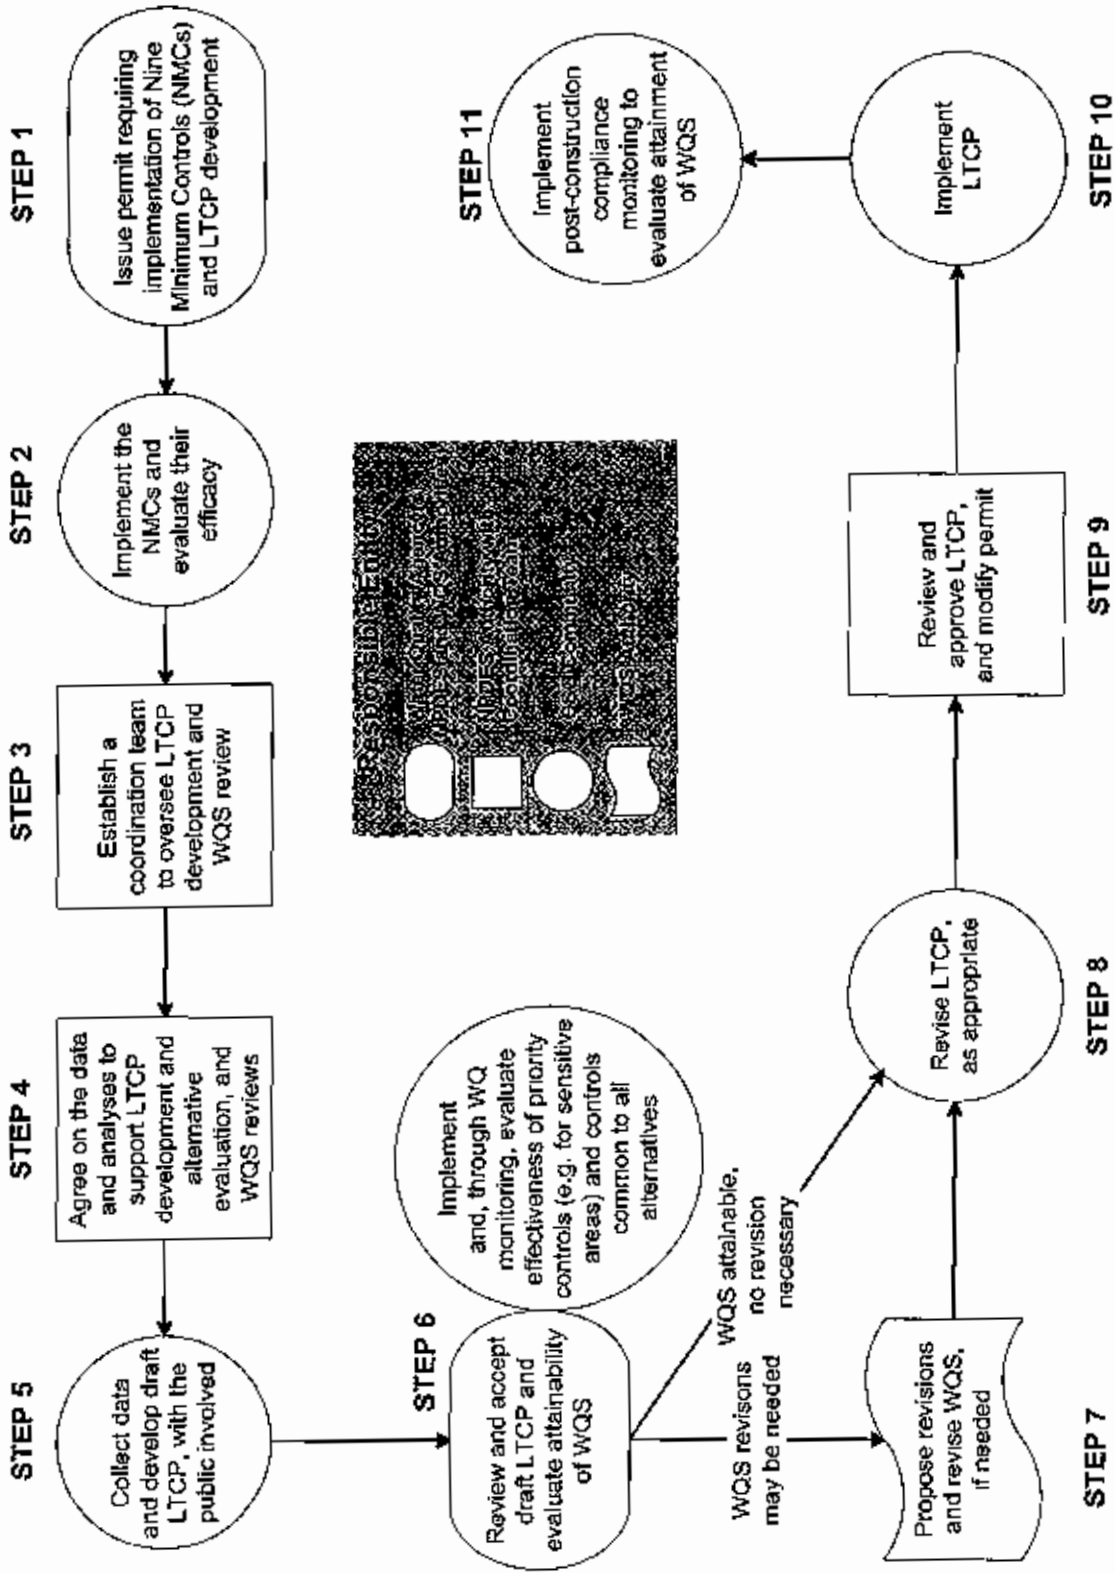 STEP 1
Issue permit requiring
implementation of Nine
Minimum Controls (NMCs)
and LTCP development
STEP 2
Implement the
NMCs and
evaluate their
efficacy
STEP 3
Establish a
coordination team
to oversee LTCP
development and
WQS review
STEP 4
Agree on the data
and analyses to
support LTCP
development and
alternative
evaluation, and
WQS reviews
STEP 5
Collect data
and develop draft
LTCP, with the
public involved
STEP 6
Review and accept
draft LTCP and
evaluate attainability
of WQS
Implement
and, through WQ
monitoring, evaluate
effectiveness of priority
controls (e.g. for sensitive
areas) and controls
common to all
alternatives
WQS revisons
may be needed
WQS attainable,
no revision
necessary
STEP 7
Propose revisions
and revise WQS,
if needed
STEP 8
Revise LTCP,
as appropriate
STEP 9
Review and
approve LTCP,
and modify permit
STEP 10
Implement
LTCP
STEP 11
Implement
post-construction
compliance
monitoring to
evaluate attainment
of WQS
Responsible Entity